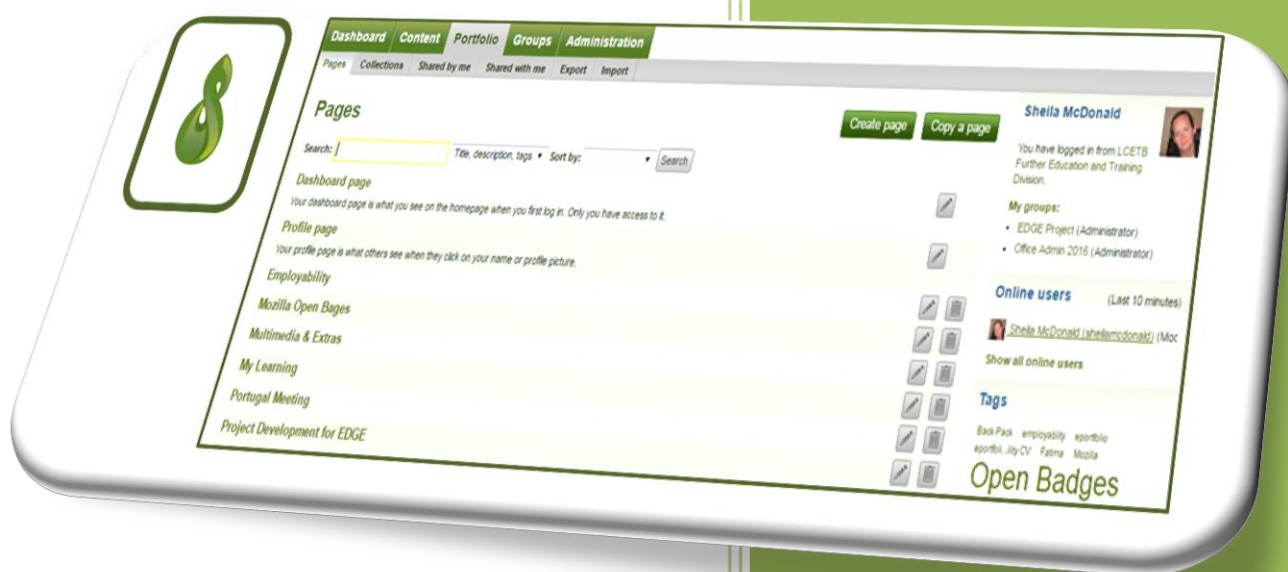 Dashboard Content Portfolio Groups Administration
Pages Collections Shared by me Shared with me Export Import
Pages
Create page Copy a page
Search: Title, description, tags Sort by: Search
Dashboard page
Your dashboard page is what you see on the homepage when you first log in. Only you have access to it.
Profile page
Your profile page is what others see when they click on your name or profile picture.
Employability
Mozilla Open Bages
Multimedia & Extras
My Learning
Portugal Meeting
Project Development for EDGE
Sheila McDonald
You have logged in from LCETB
Further Education and Training
Division.
My groups:
• EDGE Project (Administrator)
• Office Admin 2016 (Administrator)
Online users (Last 10 minutes)
Sheila McDonald (sheilamcdonald) (Moz
Show all online users
Tags
Back Pack employabiity eportfolio
eportfoli...lity CV Fatima Mozilla
Open Badges